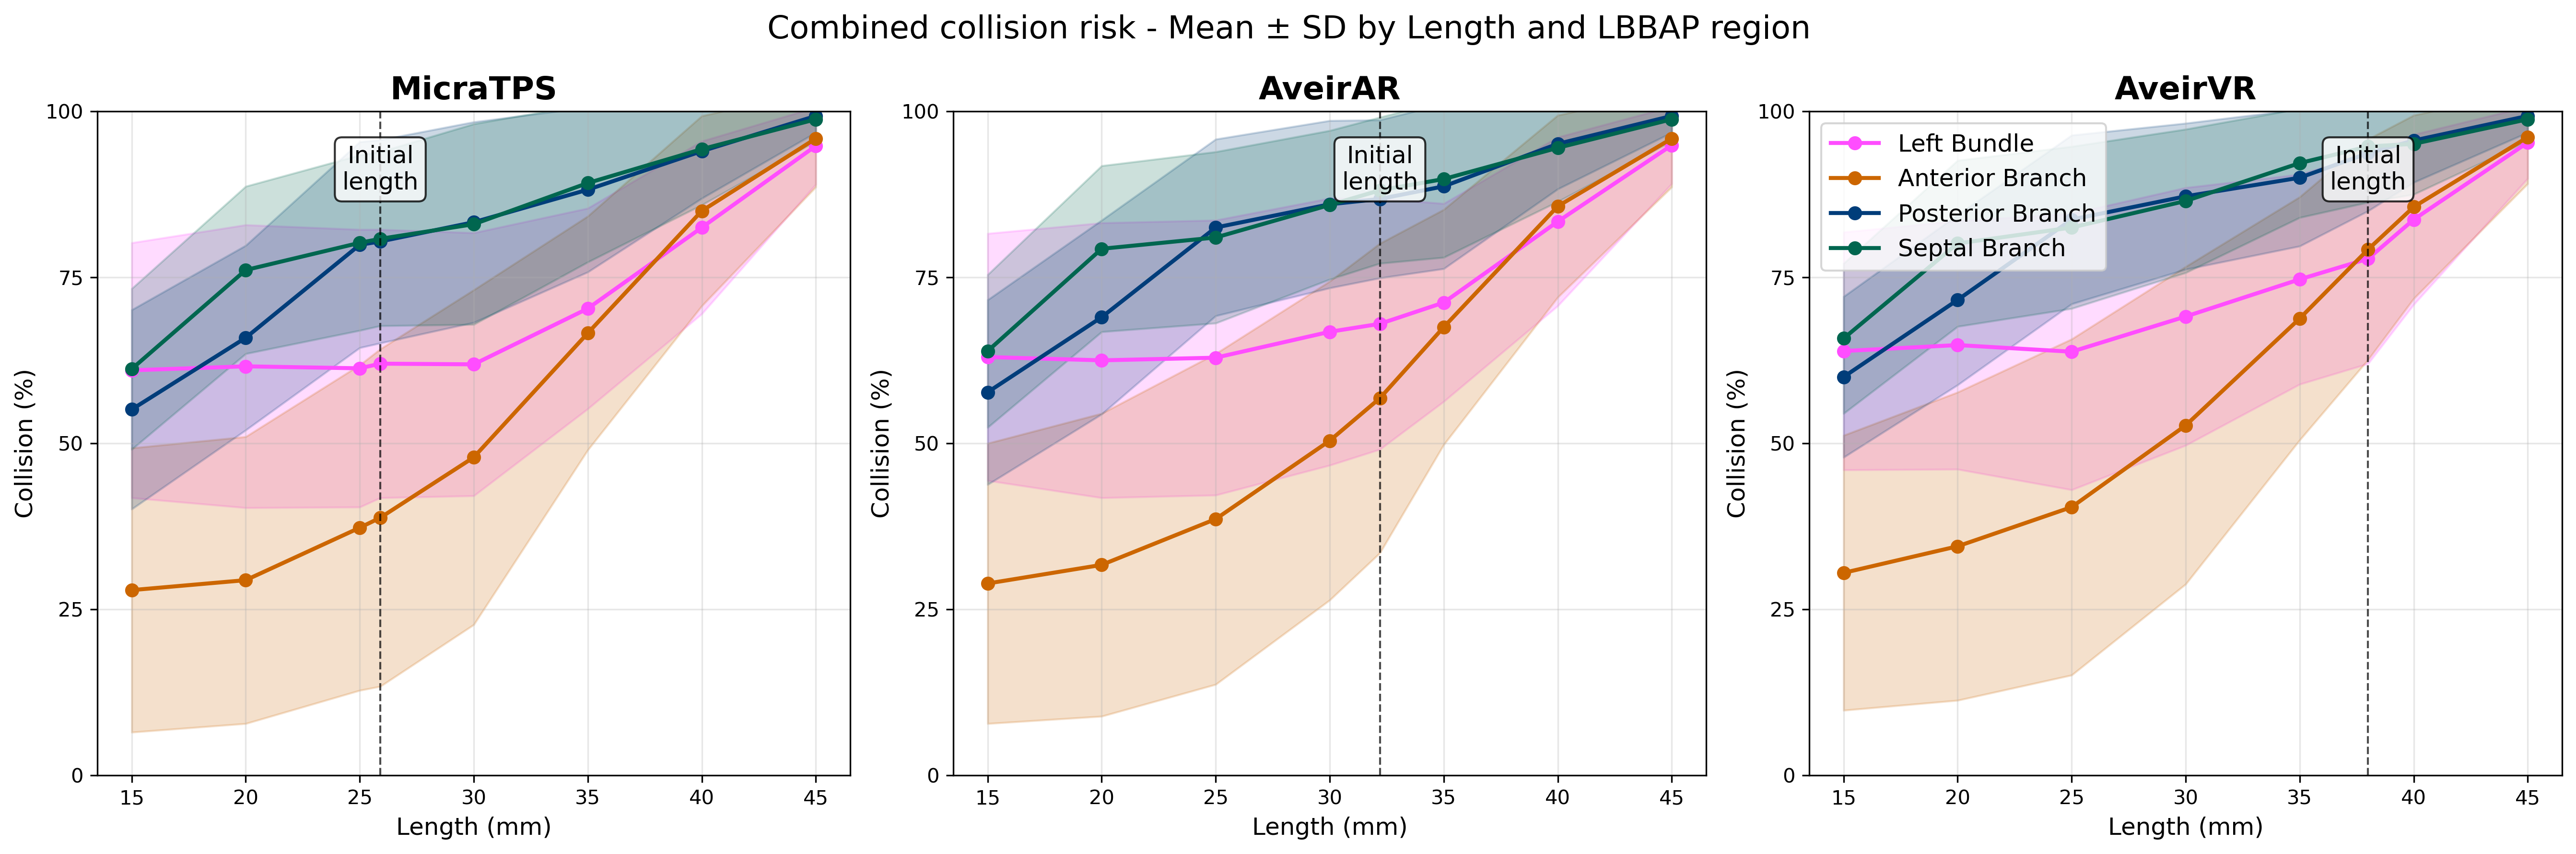 Combined collision risk - Mean ± SD by Length and LBBAP region
MicraTPS
100
75
50
25
0
Collision (%)
Initial
length
15 20 25 30 35 40 45
Length (mm)
AveirAR
100
75
50
25
0
Collision (%)
Initial
length
15 20 25 30 35 40 45
Length (mm)
AveirVR
100
75
50
25
0
Collision (%)
Left Bundle
Anterior Branch
Posterior Branch
Septal Branch
Initial
length
15 20 25 30 35 40 45
Length (mm)